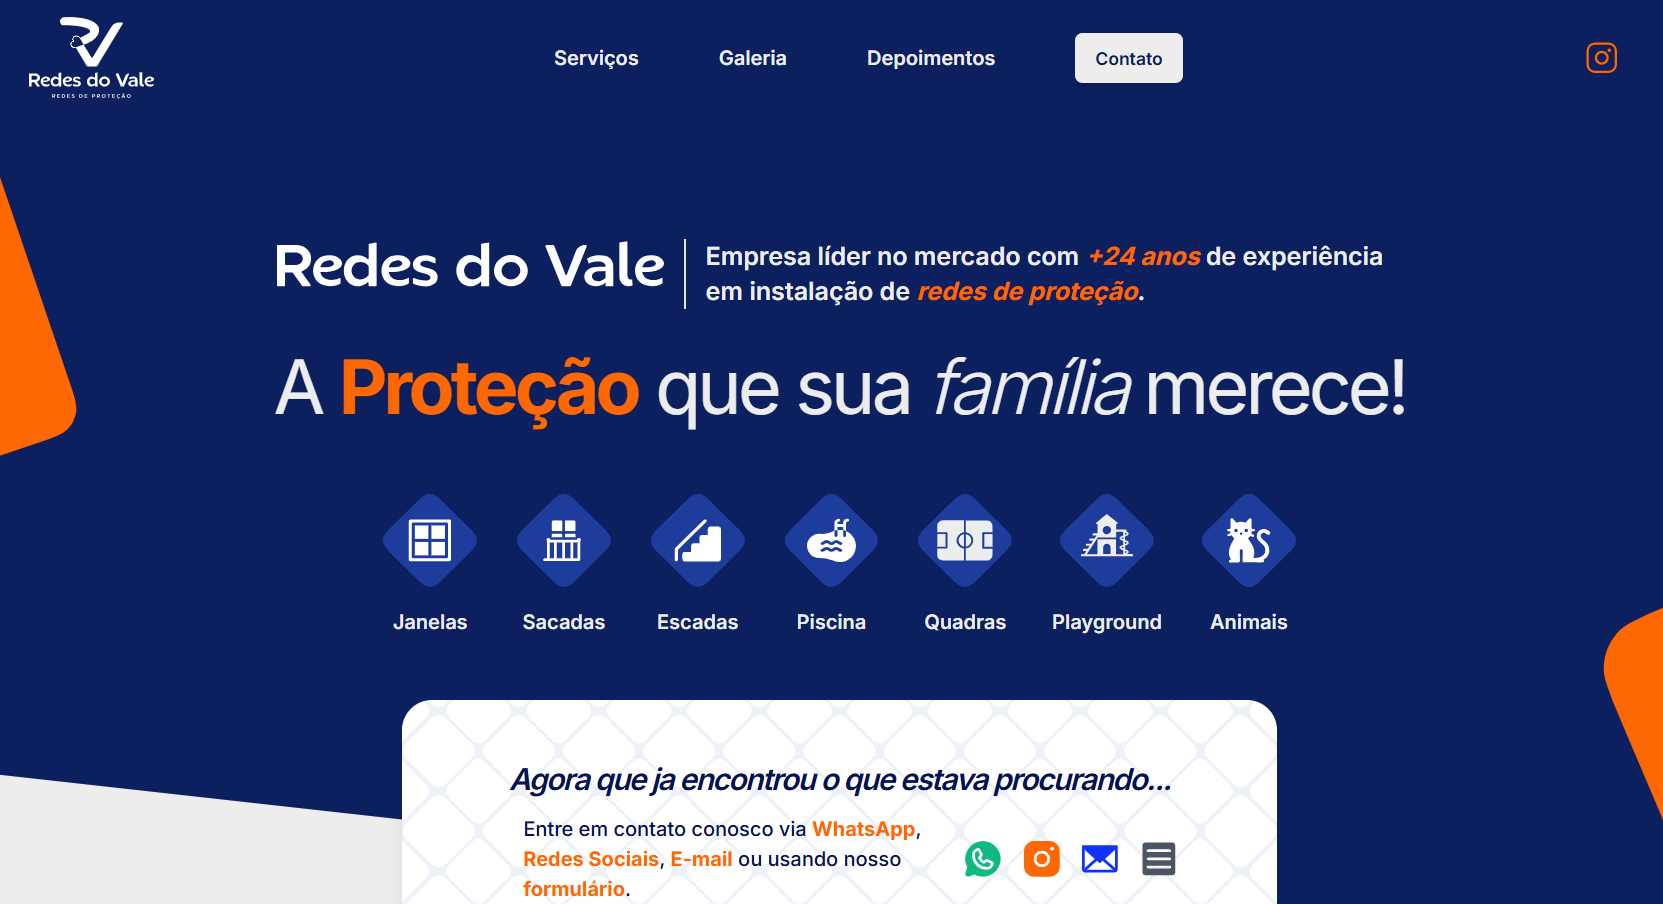 Redes do Vale
REDES DE PROTEÇÃO
Serviços
Galeria
Depoimentos
Contato
Redes do Vale
Empresa líder no mercado com +24 anos de experiência
em instalação de redes de proteção.
A Proteção que sua família merece!
Janelas
Sacadas
Escadas
Piscina
Quadras
Playground
Animais
Agora que ja encontrou o que estava procurando...
Entre em contato conosco via WhatsApp,
Redes Sociais, E-mail ou usando nosso
formulário.